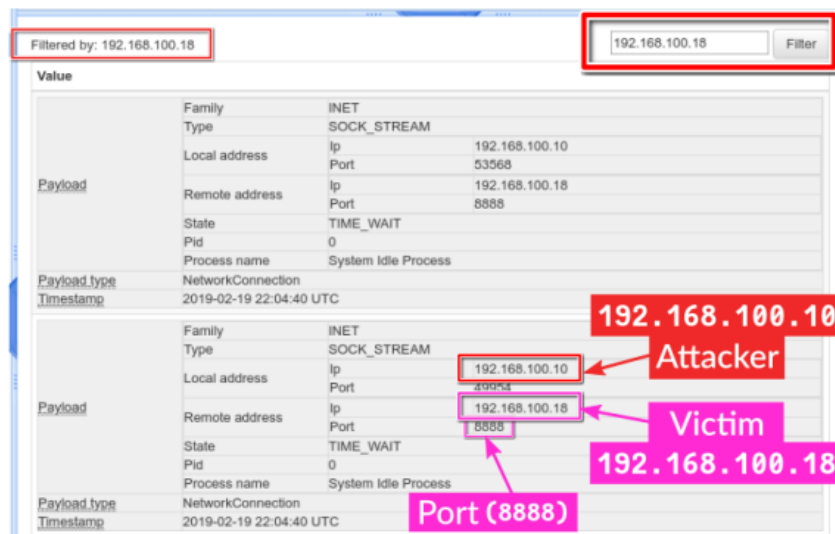 Filtered by: 192.168.100.18
192.168.100.18 Filter
Value
Family INET
Type SOCK_STREAM
Local address Ip 192.168.100.10
Port 53568
Payload Remote address Ip 192.168.100.18
Port 8888
State TIME_WAIT
Pid 0
Process name System Idle Process
Payload type NetworkConnection
Timestamp 2019-02-19 22:04:40 UTC
Family INET
Type SOCK_STREAM
Local address Ip 192.168.100.10
Port 49954
Payload Remote address Ip 192.168.100.18
Port 8888
State TIME_WAIT
Pid 0
Process name System Idle Process
Payload type NetworkConnection
Timestamp 2019-02-19 22:04:40 UTC
192.168.100.10
Attacker
Victim
192.168.100.18
Port (8888)